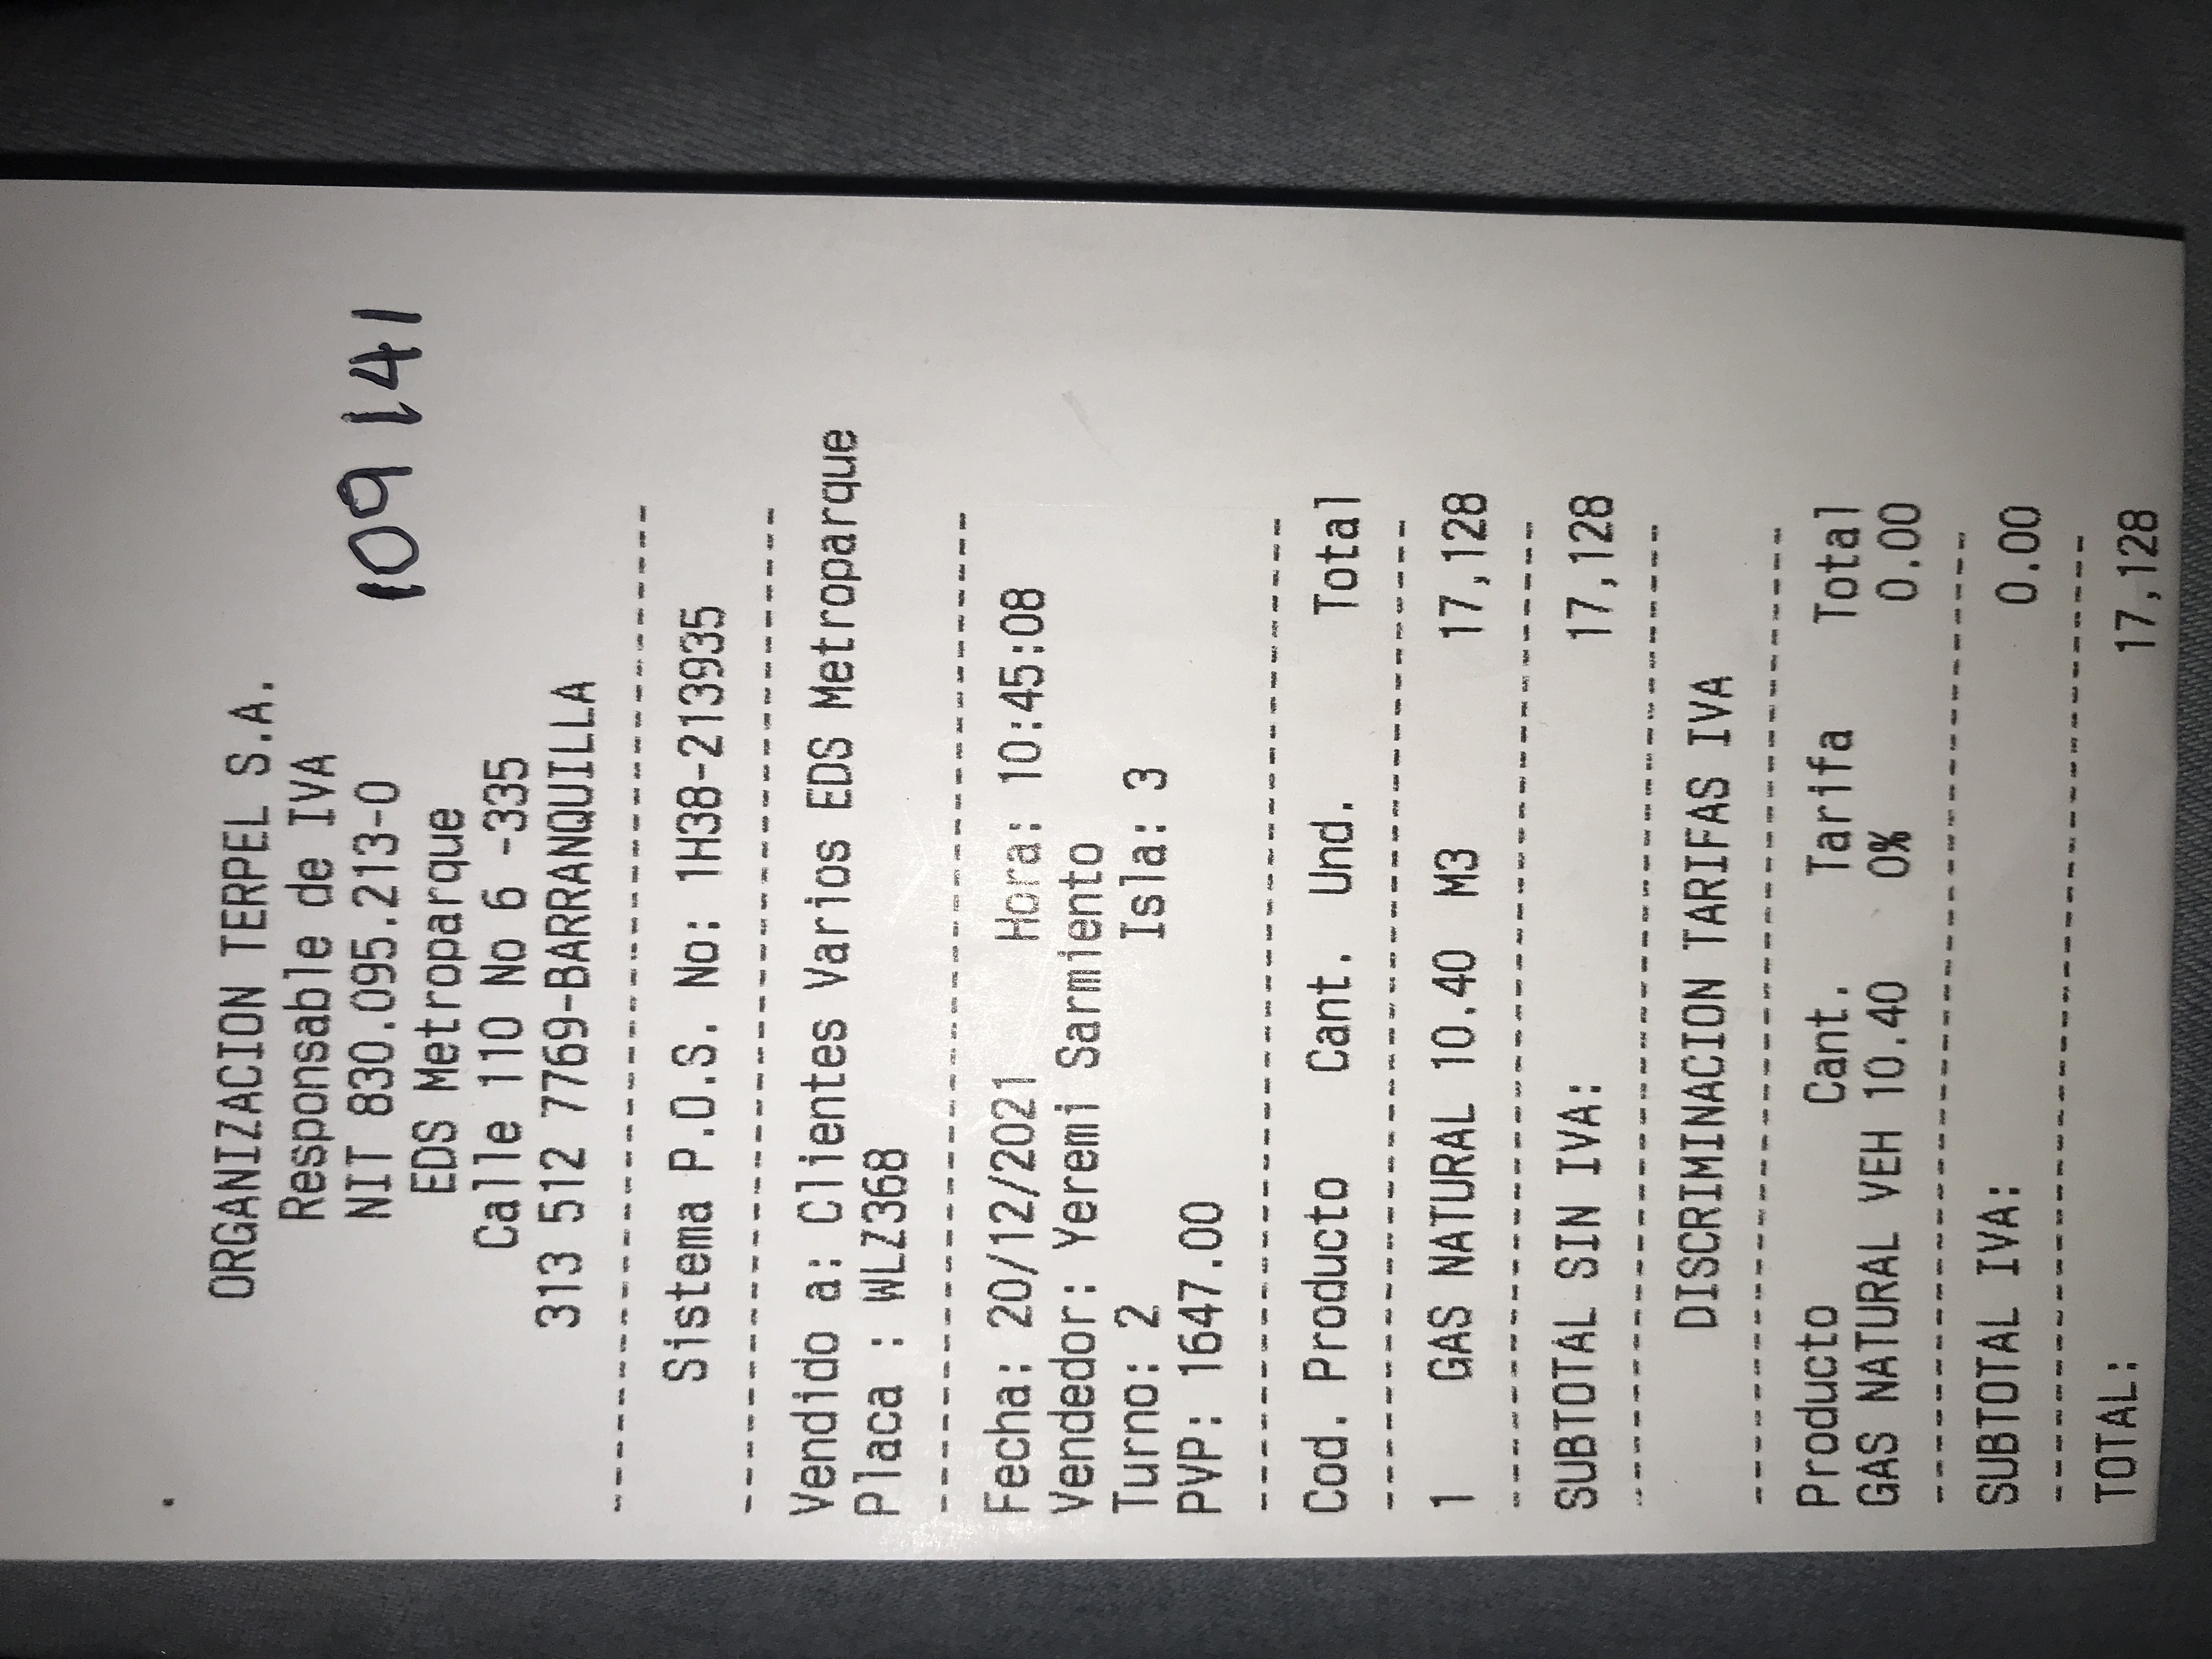 ORGANIZACION TERPEL S.A.
Responsable de IVA
NIT 830.095.213-0
109 141
EDS Metroparque
Calle 110 No 6 -335
313 512 7769-BARRANQUILLA
----------------------------------------
Sistema P.O.S. No: 1H38-213935
----------------------------------------
Vendido a: Clientes Varios EDS Metroparque
Placa : WLZ368
----------------------------------------
Fecha: 20/12/2021 Hora: 10:45:08
Vendedor: Yeremi Sarmiento
Turno: 2 Isla: 3
PVP: 1647.00
----------------------------------------
Cod. Producto Cant. Und. Total
----------------------------------------
1 GAS NATURAL 10.40 M3 17,128
----------------------------------------
SUBTOTAL SIN IVA: 17,128
----------------------------------------
DISCRIMINACION TARIFAS IVA
----------------------------------------
Producto Cant. Tarifa Total
GAS NATURAL VEH 10.40 0% 0.00
----------------------------------------
SUBTOTAL IVA: 0.00
----------------------------------------
TOTAL: 17,128